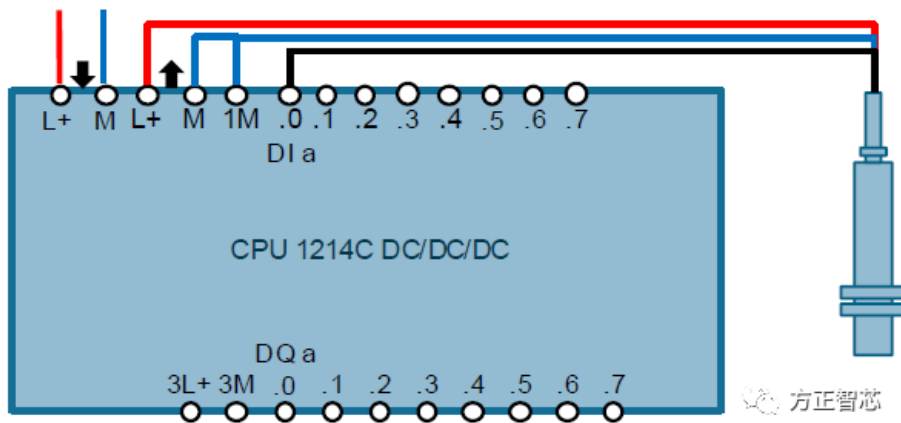 L+ M L+ M 1M .0 .1 .2 .3 .4 .5 .6 .7
DI a
CPU 1214C DC/DC/DC
DQ a
3L+ 3M .0 .1 .2 .3 .4 .5 .6 .7
方正智芯